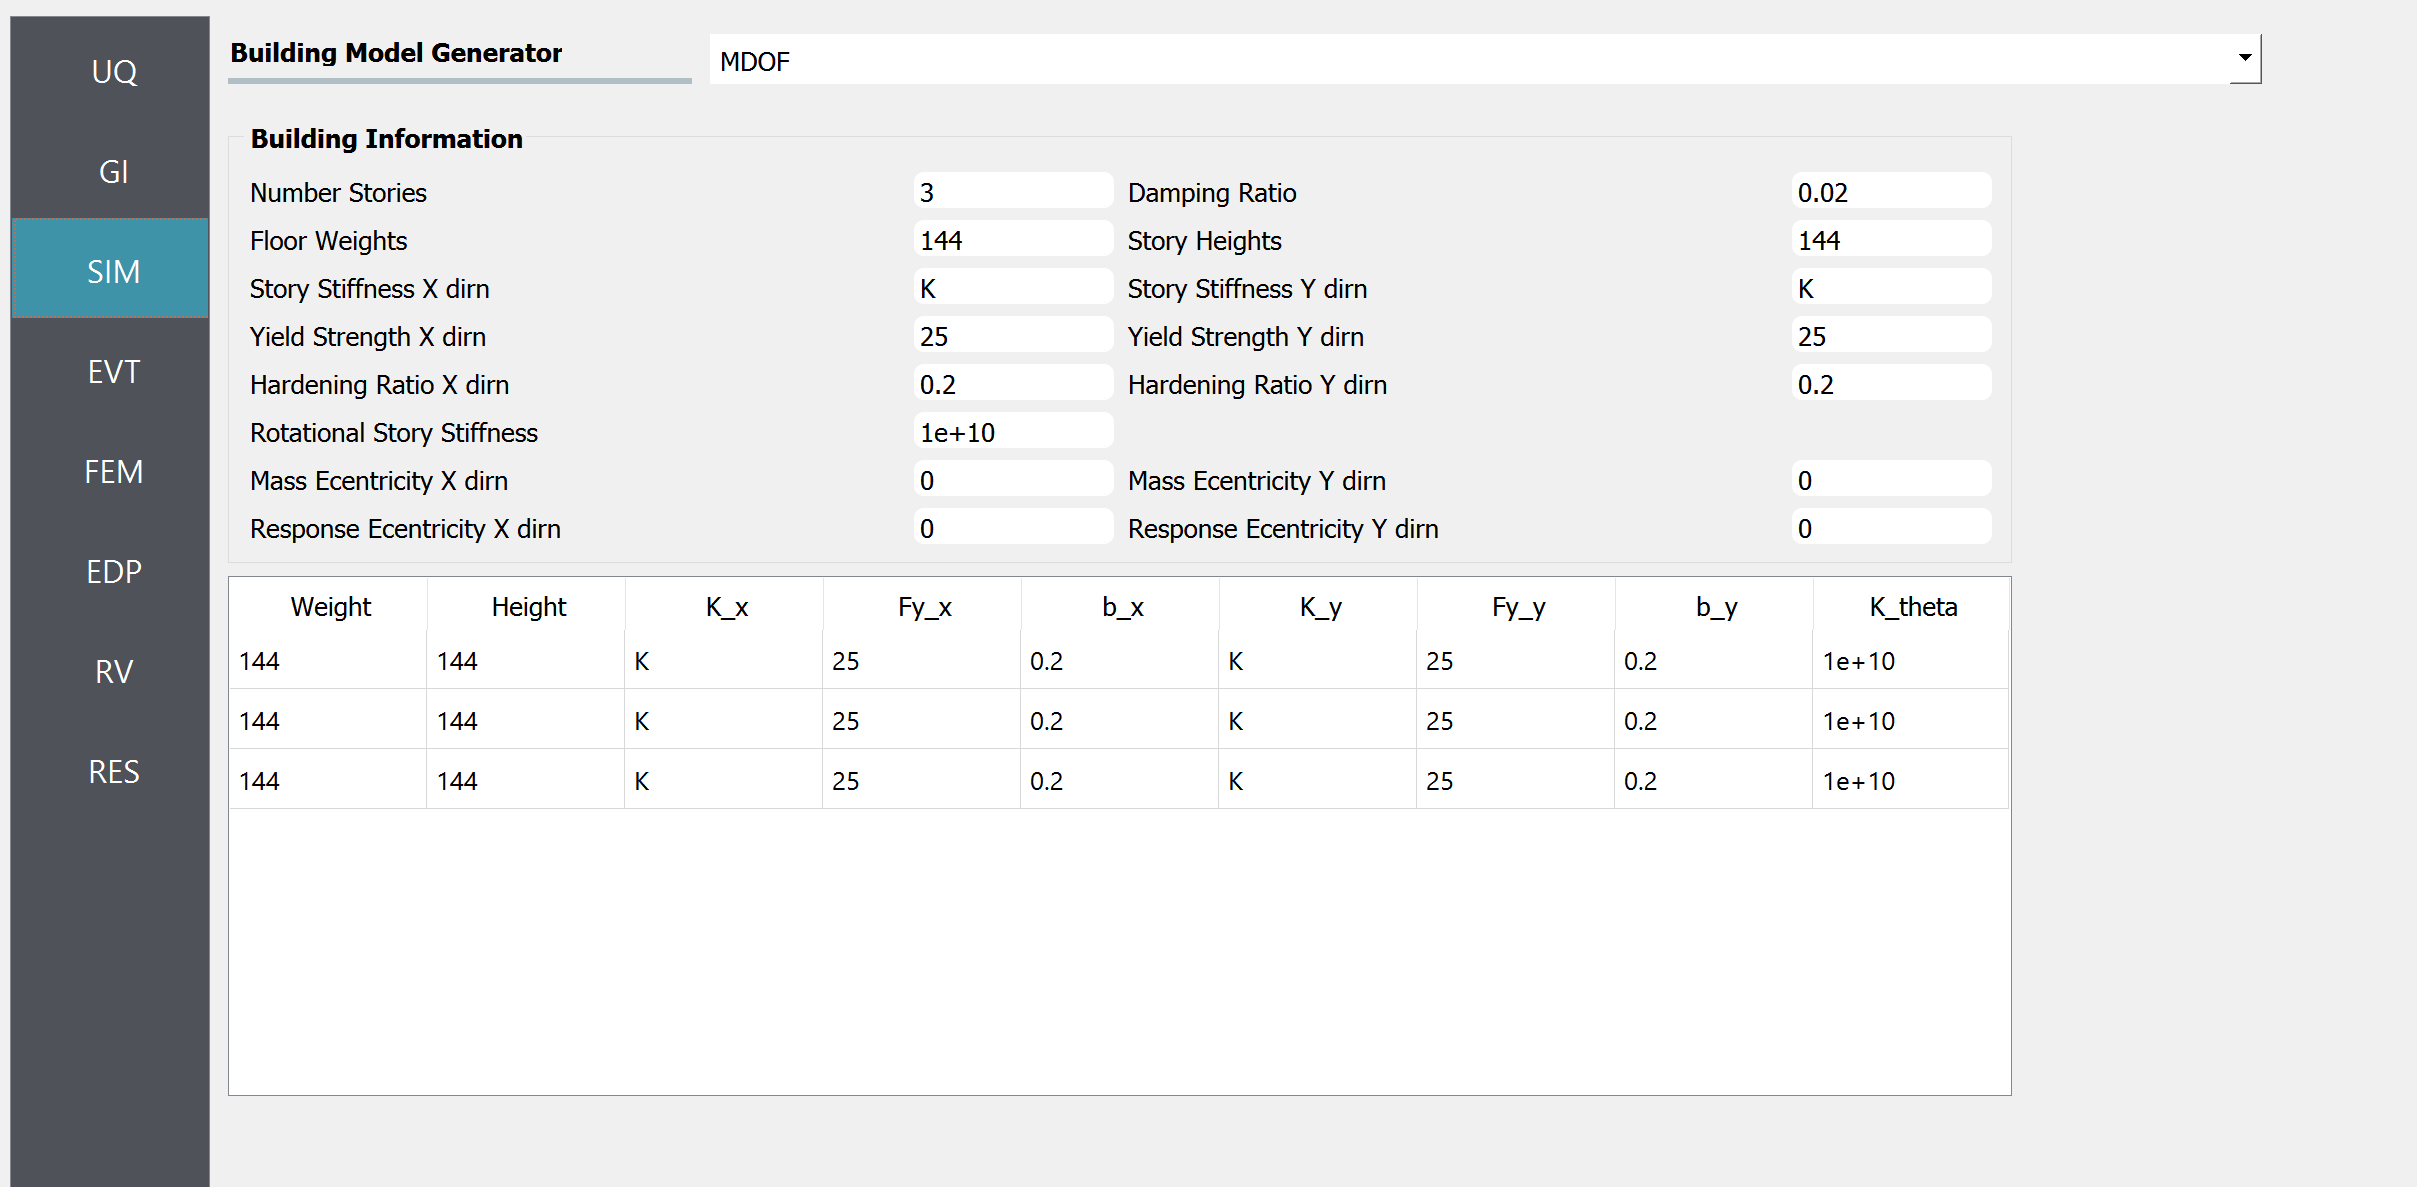 UQ
GI
SIM
EVT
FEM
EDP
RV
RES
Building Model Generator MDOF
Building Information
Number Stories 3 Damping Ratio 0.02
Floor Weights 144 Story Heights 144
Story Stiffness X dirn K Story Stiffness Y dirn K
Yield Strength X dirn 25 Yield Strength Y dirn 25
Hardening Ratio X dirn 0.2 Hardening Ratio Y dirn 0.2
Rotational Story Stiffness 1e+10
Mass Ecentricity X dirn 0 Mass Ecentricity Y dirn 0
Response Ecentricity X dirn 0 Response Ecentricity Y dirn 0
Weight Height K_x Fy_x b_x K_y Fy_y b_y K_theta
144 144 K 25 0.2 K 25 0.2 1e+10
144 144 K 25 0.2 K 25 0.2 1e+10
144 144 K 25 0.2 K 25 0.2 1e+10